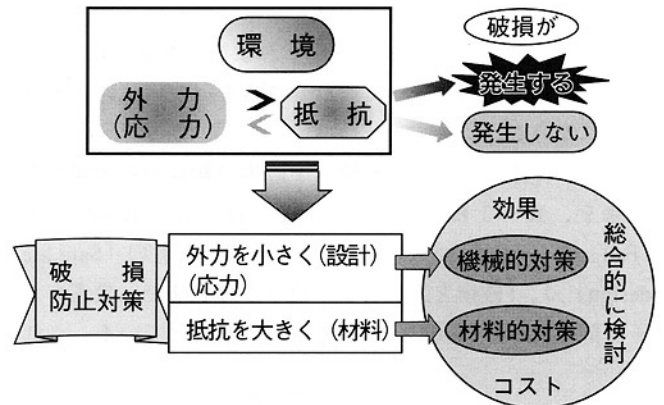 環 境
破損が
外 力
(応 力)
>
<
抵 抗
発生する
発生しない
破 損
防止対策
外力を小さく(設計)
(応力)
抵抗を大きく(材料)
効果
機械的対策
材料的対策
コスト
総合的に検討